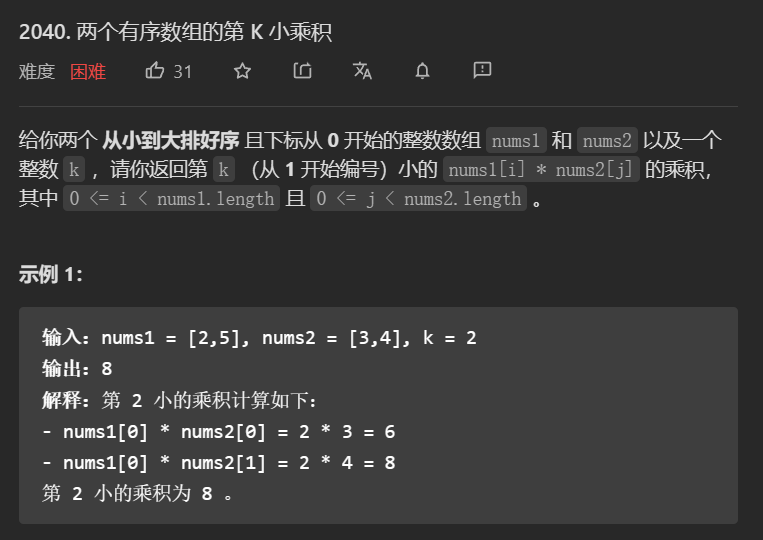 2040. 两个有序数组的第 K 小乘积
难度 困难 31
给你两个 从小到大排好序 且下标从 0 开始的整数数组 nums1 和 nums2 以及一个
整数 k ，请你返回第 k （从 1 开始编号）小的 nums1[i] * nums2[j] 的乘积，
其中 0 <= i < nums1.length 且 0 <= j < nums2.length 。
示例 1：
输入：nums1 = [2,5], nums2 = [3,4], k = 2
输出：8
解释：第 2 小的乘积计算如下：
- nums1[0] * nums2[0] = 2 * 3 = 6
- nums1[0] * nums2[1] = 2 * 4 = 8
第 2 小的乘积为 8 。